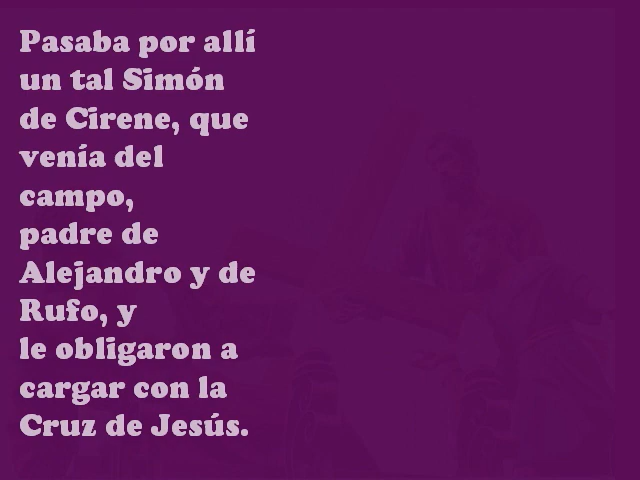 Pasaba por allí
un tal Simón
de Cirene, que
venía del
campo,
padre de
Alejandro y de
Rufo, y
le obligaron a
cargar con la
Cruz de Jesús.